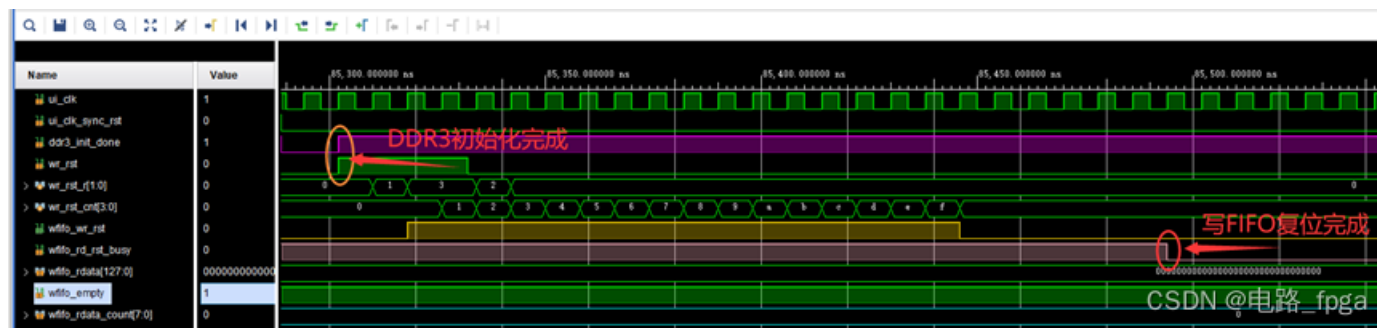 Name Value
85,300.000000 ns 85,350.000000 ns 85,400.000000 ns 85,450.000000 ns 85,500.000000 ns
ui_clk 1
ui_clk_sync_rst 0
ddr3_init_done 1 DDR3初始化完成
wr_rst 0
wr_rst_r[1:0] 0 0 1 3 2 0
wr_rst_cnt[3:0] 0 0 1 2 3 4 5 6 7 8 9 a b c d e f 0
wfifo_wr_rst 0 写FIFO复位完成
wfifo_rd_rst_busy 0
wfifo_rdata[127:0] 000000000000 00000000000000000000000000000000
wfifo_empty 1
wfifo_rdata_count[7:0] 0 0
CSDN @电路_fpga